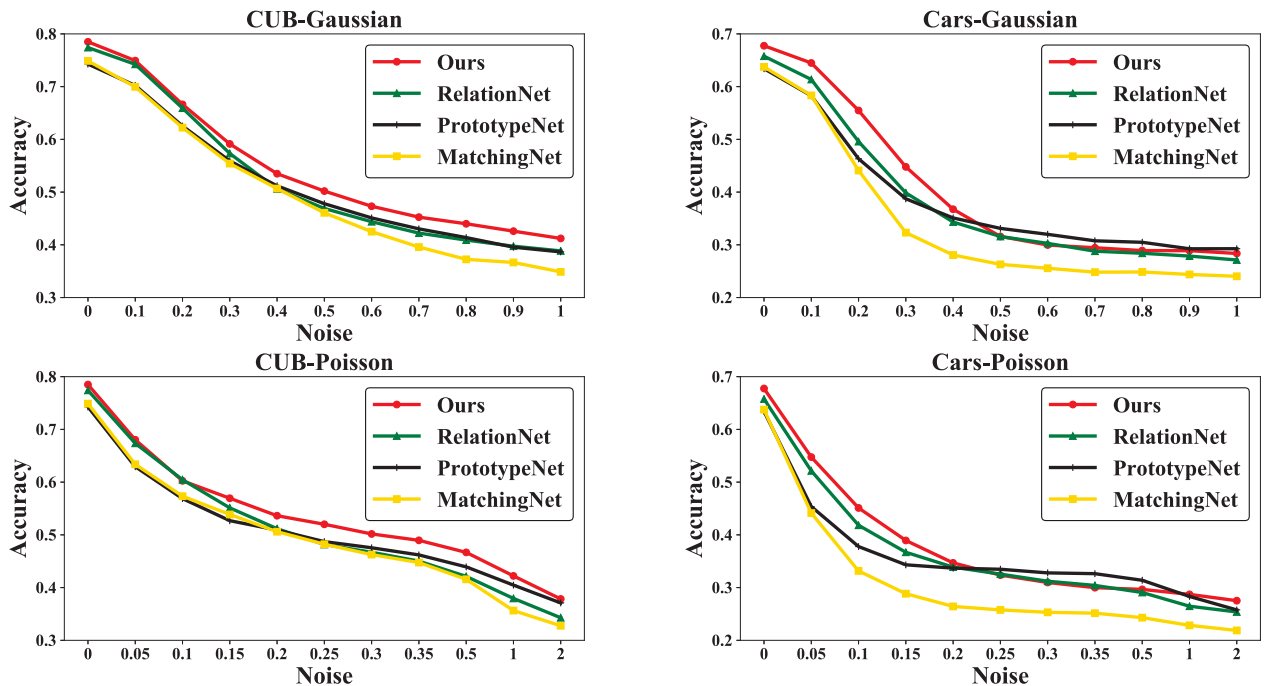 CUB-Gaussian
0.8
0.7
0.6
0.5
0.4
0.3
Accuracy
Ours
RelationNet
PrototypeNet
MatchingNet
0 0.1 0.2 0.3 0.4 0.5 0.6 0.7 0.8 0.9 1
Noise
Cars-Gaussian
0.7
0.6
0.5
0.4
0.3
0.2
Accuracy
Ours
RelationNet
PrototypeNet
MatchingNet
0 0.1 0.2 0.3 0.4 0.5 0.6 0.7 0.8 0.9 1
Noise
CUB-Poisson
0.8
0.7
0.6
0.5
0.4
0.3
Accuracy
Ours
RelationNet
PrototypeNet
MatchingNet
0 0.05 0.1 0.15 0.2 0.25 0.3 0.35 0.5 1 2
Noise
Cars-Poisson
0.7
0.6
0.5
0.4
0.3
0.2
Accuracy
Ours
RelationNet
PrototypeNet
MatchingNet
0 0.05 0.1 0.15 0.2 0.25 0.3 0.35 0.5 1 2
Noise